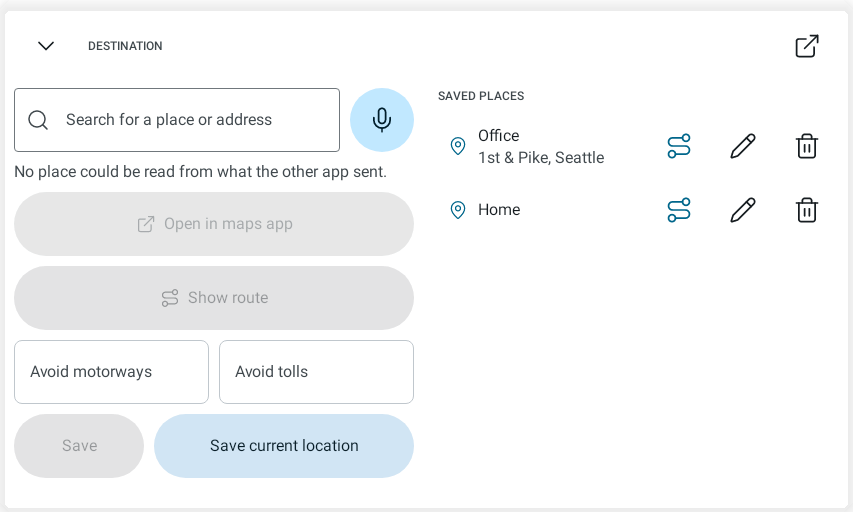 DESTINATION
Search for a place or address
No place could be read from what the other app sent.
Open in maps app
Show route
Avoid motorways
Avoid tolls
Save
Save current location
SAVED PLACES
Office
1st & Pike, Seattle
Home